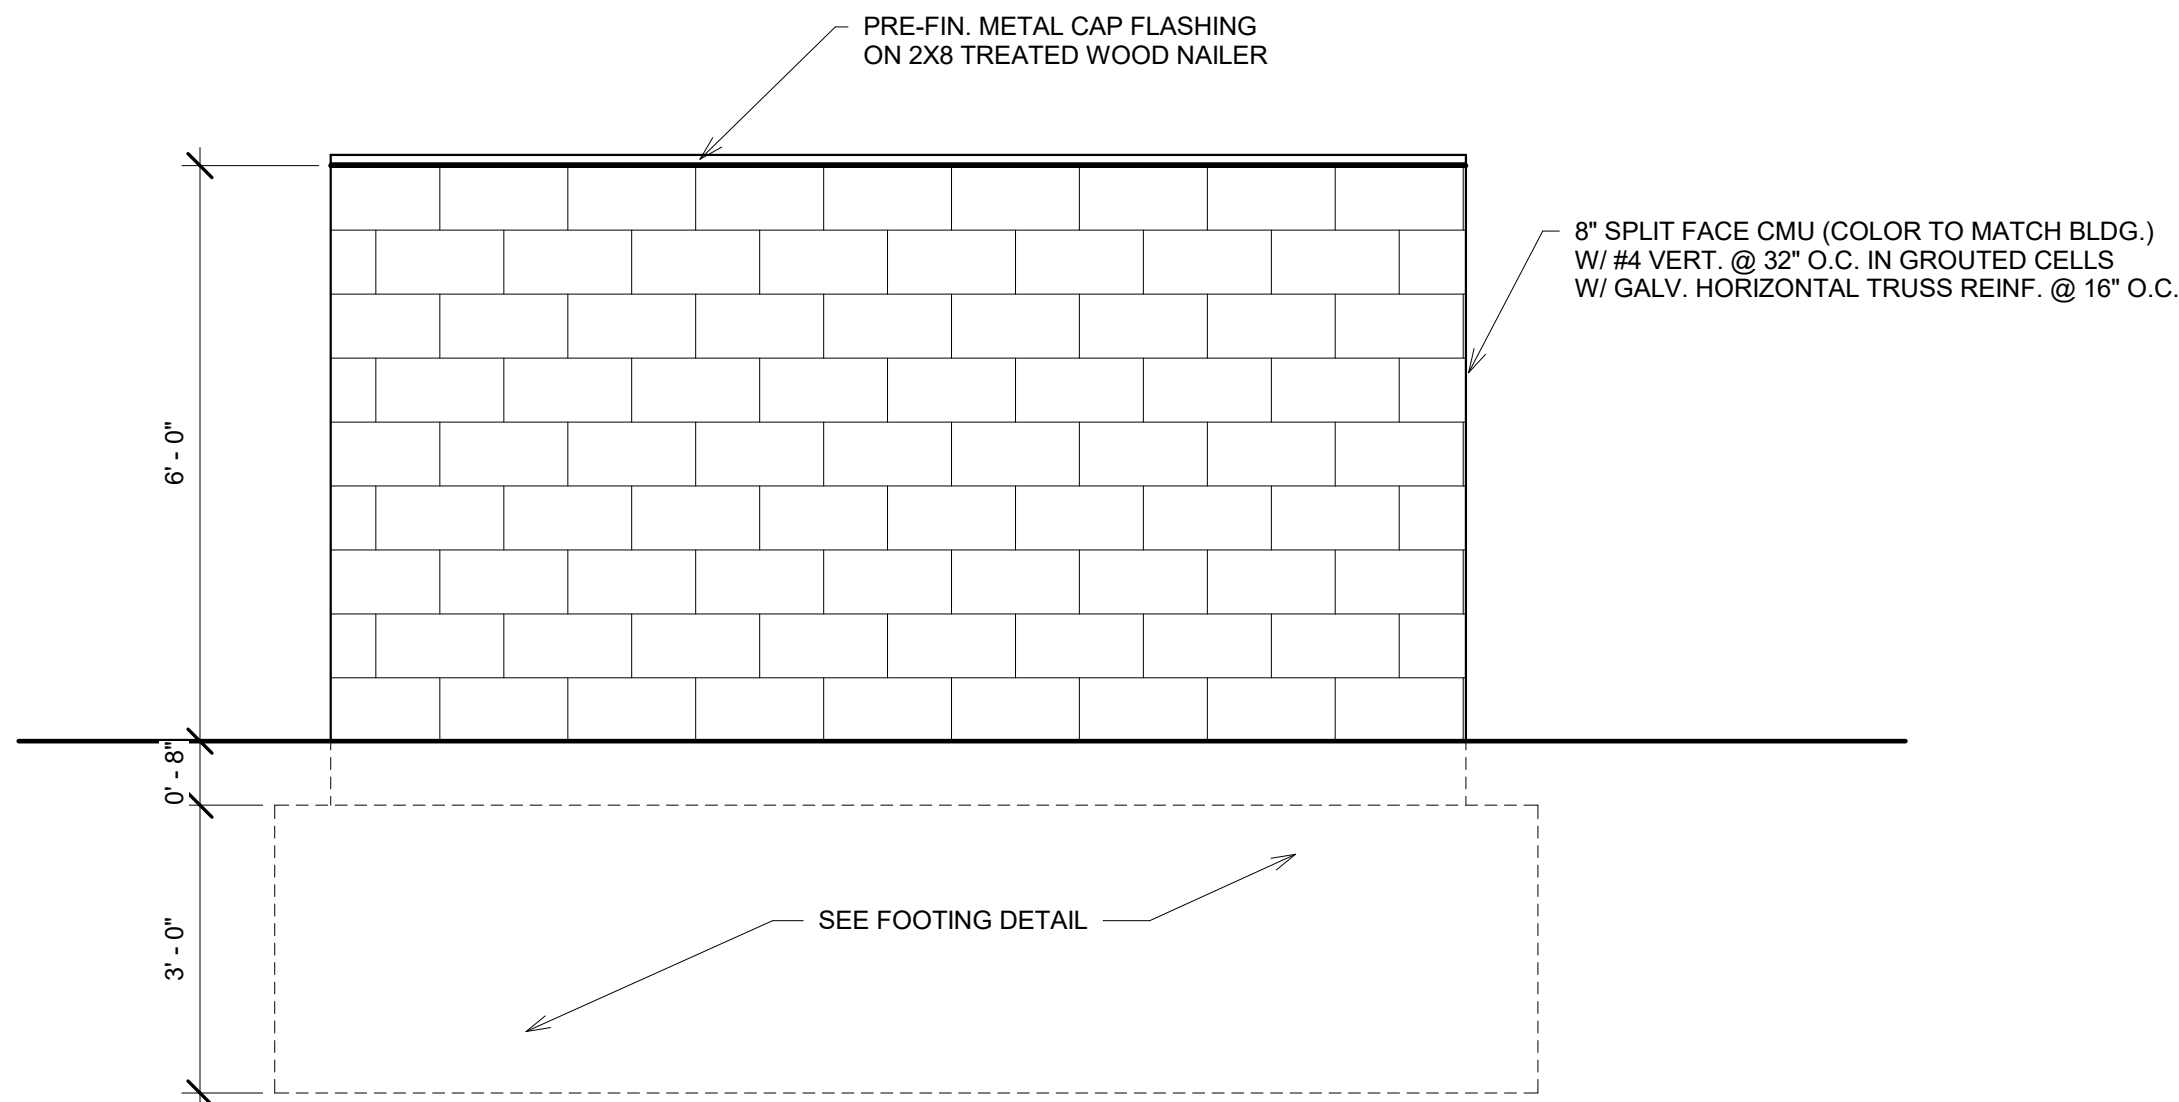 PRE-FIN. METAL CAP FLASHING
ON 2X8 TREATED WOOD NAILER
8" SPLIT FACE CMU (COLOR TO MATCH BLDG.)
W/ #4 VERT. @ 32" O.C. IN GROUTED CELLS
W/ GALV. HORIZONTAL TRUSS REINF. @ 16" O.C.
6' - 0"
0' - 8"
3' - 0"
SEE FOOTING DETAIL